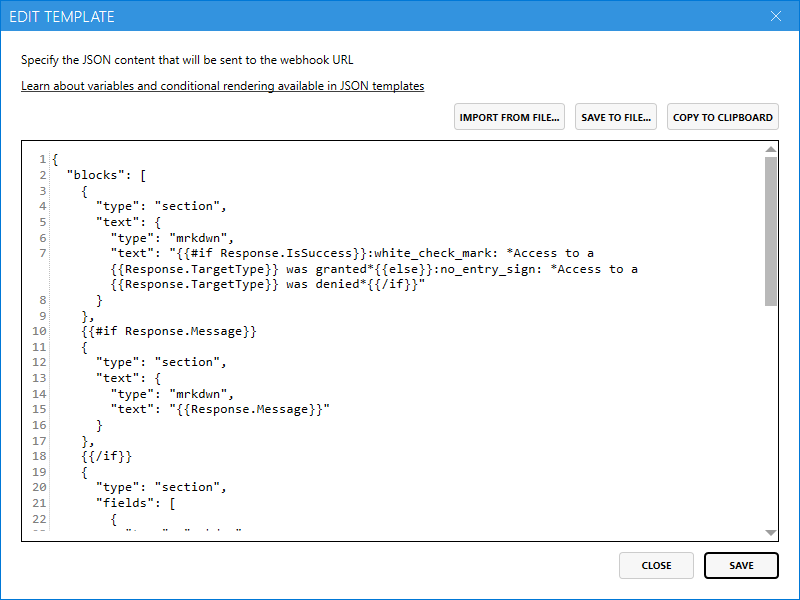 EDIT TEMPLATE
Specify the JSON content that will be sent to the webhook URL
Learn about variables and conditional rendering available in JSON templates
IMPORT FROM FILE... SAVE TO FILE... COPY TO CLIPBOARD
1 {
2   "blocks": [
3     {
4       "type": "section",
5       "text": {
6         "type": "mrkdwn",
7         "text": "{{#if Response.IsSuccess}}:white_check_mark: *Access to a
{{Response.TargetType}} was granted*{{else}}:no_entry_sign: *Access to a
{{Response.TargetType}} was denied*{{/if}}"
8       }
9     },
10     {{#if Response.Message}}
11     {
12       "type": "section",
13       "text": {
14         "type": "mrkdwn",
15         "text": "{{Response.Message}}"
16       }
17     },
18     {{/if}}
19     {
20       "type": "section",
21       "fields": [
22         {
CLOSE SAVE